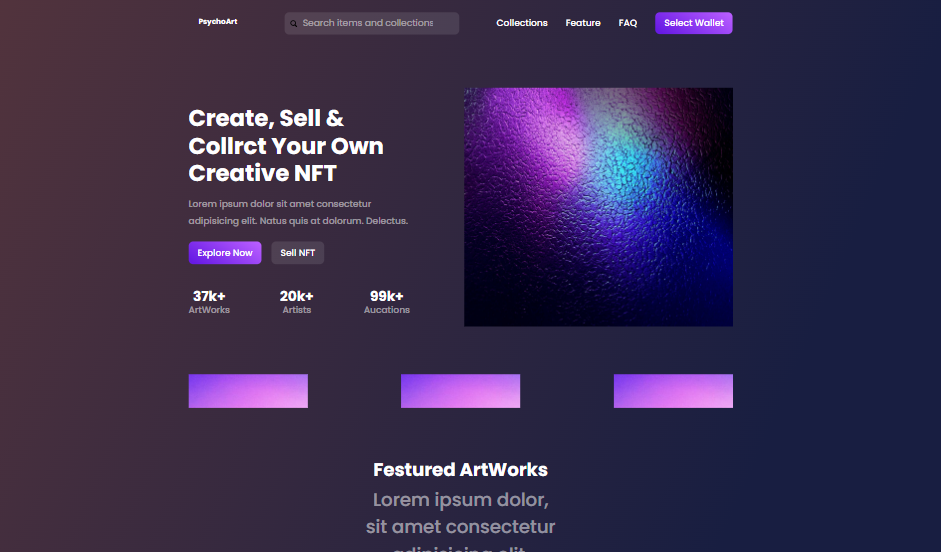 PsychoArt
Search items and collections
Collections
Feature
FAQ
Select Wallet
Create, Sell &
Collrct Your Own
Creative NFT
Lorem ipsum dolor sit amet consectetur
adipisicing elit. Natus quis at dolorum. Delectus.
Explore Now
Sell NFT
37k+
ArtWorks
20k+
Artists
99k+
Aucations
Festured ArtWorks
Lorem ipsum dolor,
sit amet consectetur
adipisicing elit